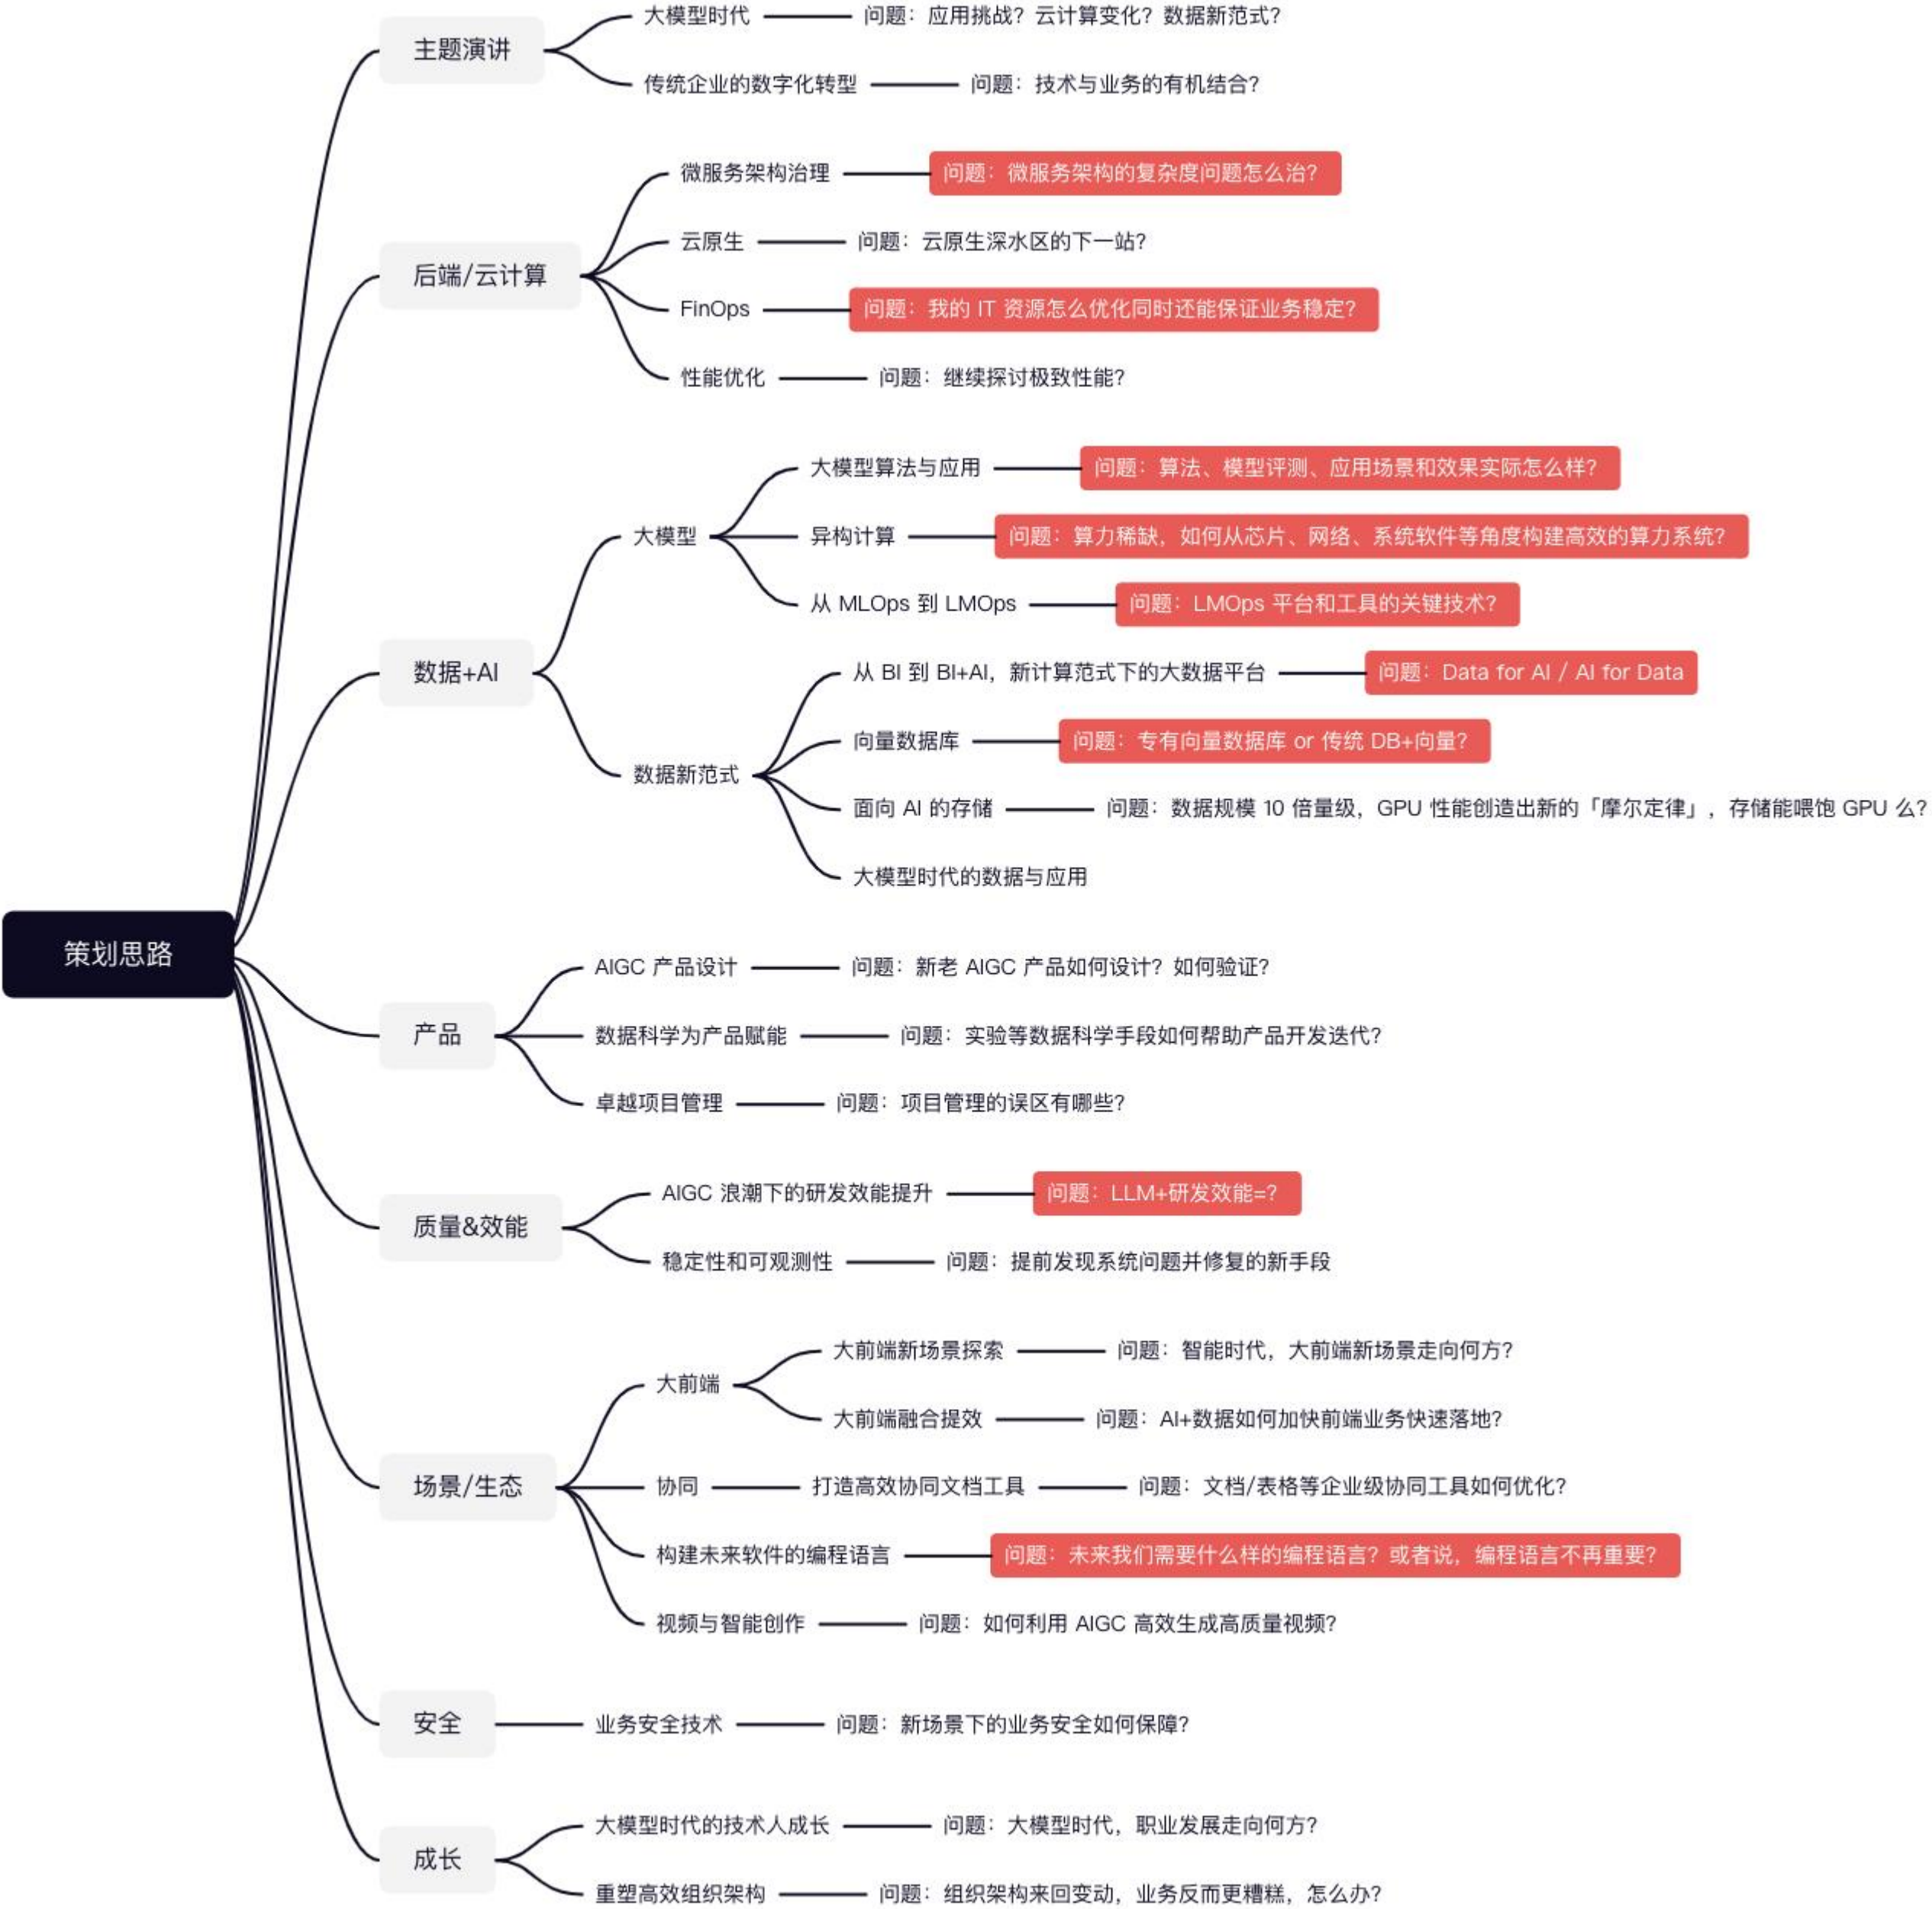 策划思路
主题演讲
大模型时代
问题：应用挑战？云计算变化？数据新范式？
传统企业的数字化转型
问题：技术与业务的有机结合？
后端/云计算
微服务架构治理
问题：微服务架构的复杂度问题怎么治？
云原生
问题：云原生深水区的下一站？
FinOps
问题：我的 IT 资源怎么优化同时还能保证业务稳定？
性能优化
问题：继续探讨极致性能？
数据+AI
大模型
大模型算法与应用
问题：算法、模型评测、应用场景和效果实际怎么样？
异构计算
问题：算力稀缺，如何从芯片、网络、系统软件等角度构建高效的算力系统？
从 MLOps 到 LMOps
问题：LMOps 平台和工具的关键技术？
数据新范式
从 BI 到 BI+AI，新计算范式下的大数据平台
问题：Data for AI / AI for Data
向量数据库
问题：专有向量数据库 or 传统 DB+向量？
面向 AI 的存储
问题：数据规模 10 倍量级，GPU 性能创造出新的「摩尔定律」，存储能喂饱 GPU 么？
大模型时代的数据与应用
产品
AIGC 产品设计
问题：新老 AIGC 产品如何设计？如何验证？
数据科学为产品赋能
问题：实验等数据科学手段如何帮助产品开发迭代？
卓越项目管理
问题：项目管理的误区有哪些？
质量&效能
AIGC 浪潮下的研发效能提升
问题：LLM+研发效能=？
稳定性和可观测性
问题：提前发现系统问题并修复的新手段
场景/生态
大前端
大前端新场景探索
问题：智能时代，大前端新场景走向何方？
大前端融合提效
问题：AI+数据如何加快前端业务快速落地？
协同
打造高效协同文档工具
问题：文档/表格等企业级协同工具如何优化？
构建未来软件的编程语言
问题：未来我们需要什么样的编程语言？或者说，编程语言不再重要？
视频与智能创作
问题：如何利用 AIGC 高效生成高质量视频？
安全
业务安全技术
问题：新场景下的业务安全如何保障？
成长
大模型时代的技术人成长
问题：大模型时代，职业发展走向何方？
重塑高效组织架构
问题：组织架构来回变动，业务反而更糟糕，怎么办？